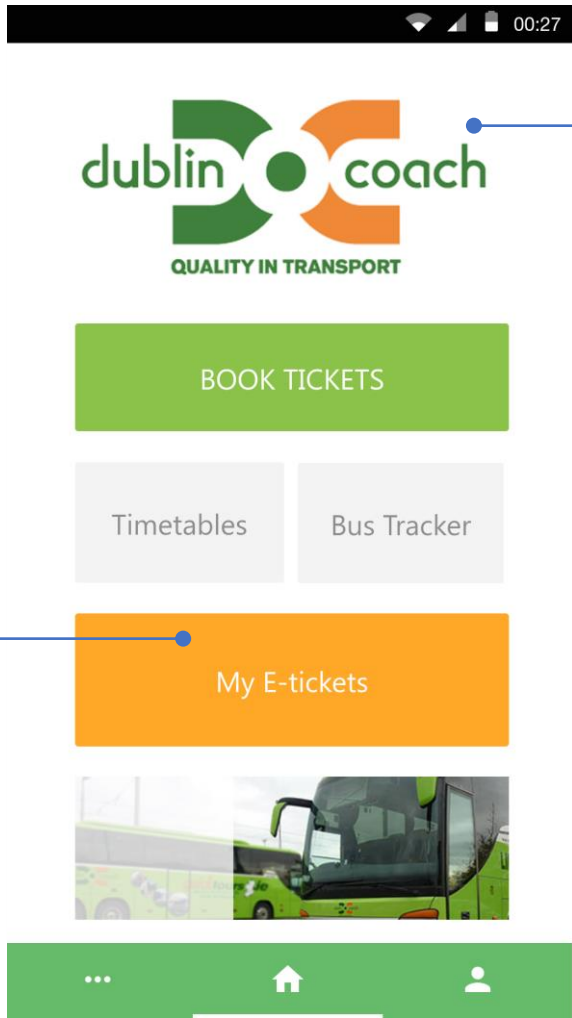 00:27
dublin coach
QUALITY IN TRANSPORT
BOOK TICKETS
Timetables
Bus Tracker
My E-tickets